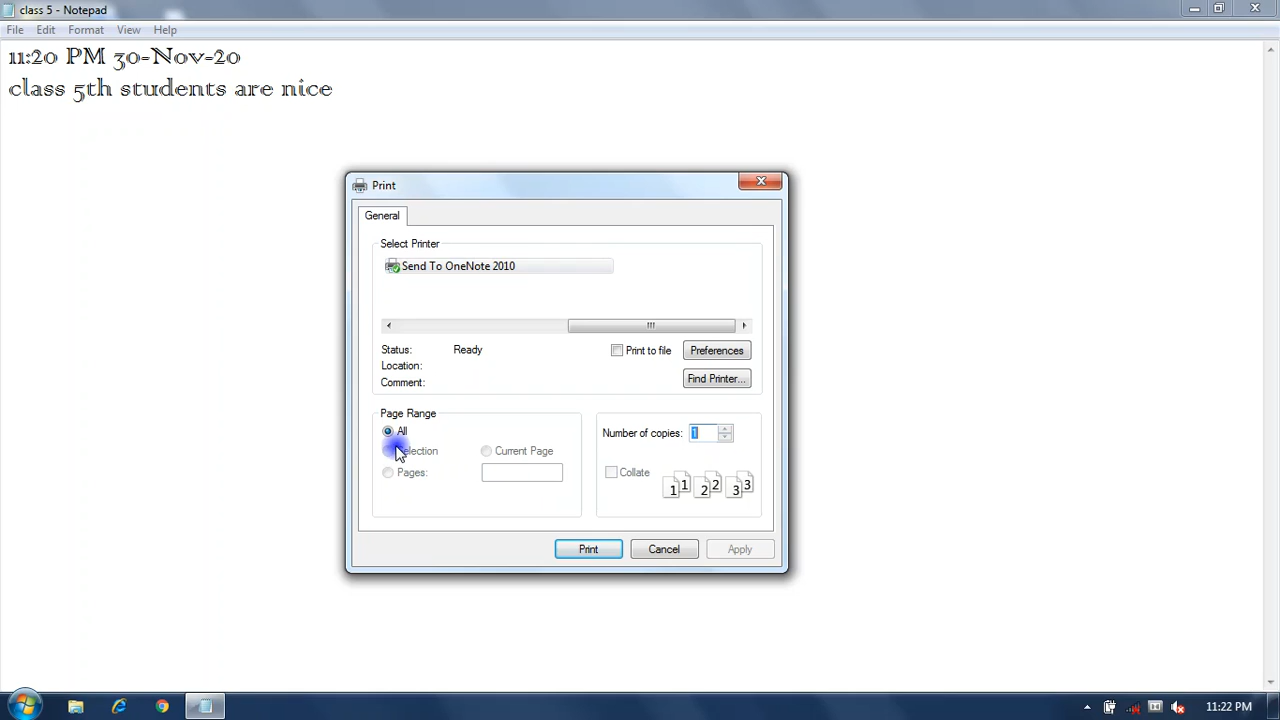 class 5 - Notepad
File Edit Format View Help
11:20 PM 30-Nov-20
class 5th students are nice
Print
General
Select Printer
Send To OneNote 2010
Status: Ready
Print to file
Preferences
Location:
Comment:
Find Printer...
Page Range
All
election
Current Page
Pages:
Number of copies: 1
Collate
1 1 2 2 3 3
Print Cancel Apply
11:22 PM